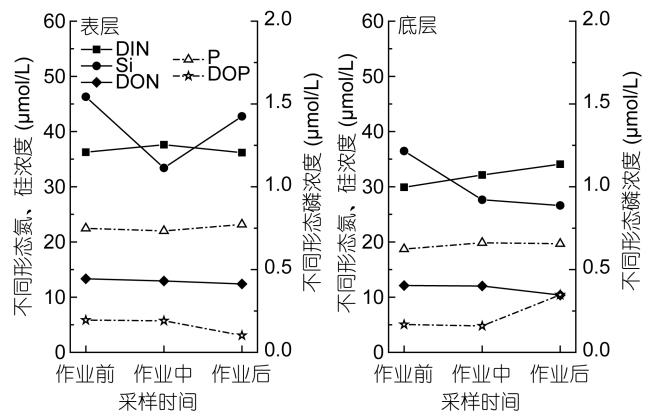 表层
DIN
Si
DON
P
DOP
60
50
40
30
20
10
0
2.0
1.5
1.0
0.5
0.0
不同形态氮、硅浓度 (μmol/L)
不同形态磷浓度 (μmol/L)
作业前 作业中 作业后
采样时间
底层
60
50
40
30
20
10
0
2.0
1.5
1.0
0.5
0.0
不同形态氮、硅浓度 (μmol/L)
不同形态磷浓度 (μmol/L)
作业前 作业中 作业后
采样时间